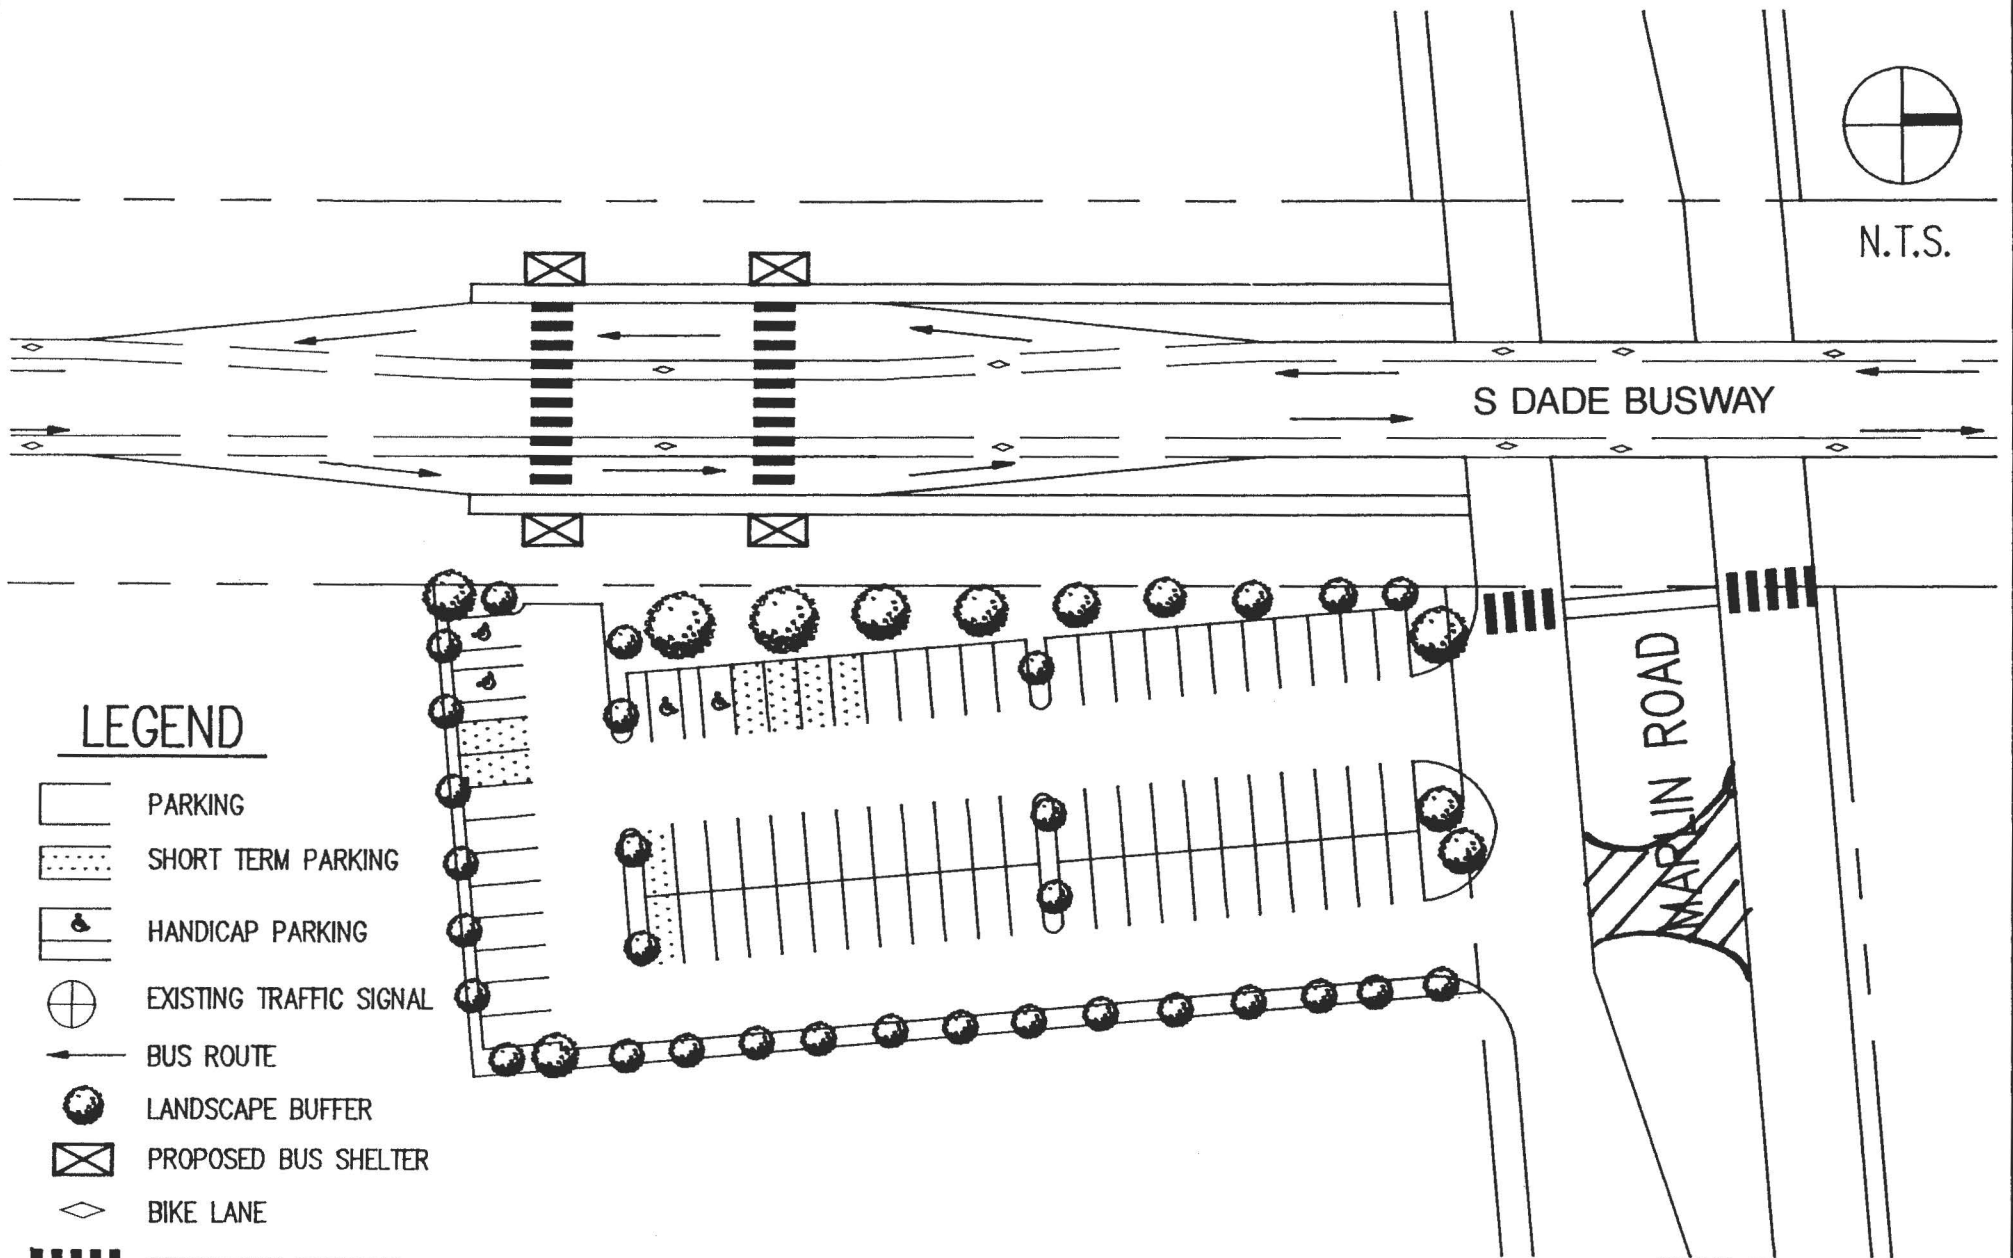 N.T.S.
S DADE BUSWAY
MARLIN ROAD
LEGEND
PARKING
SHORT TERM PARKING
HANDICAP PARKING
EXISTING TRAFFIC SIGNAL
BUS ROUTE
LANDSCAPE BUFFER
PROPOSED BUS SHELTER
BIKE LANE